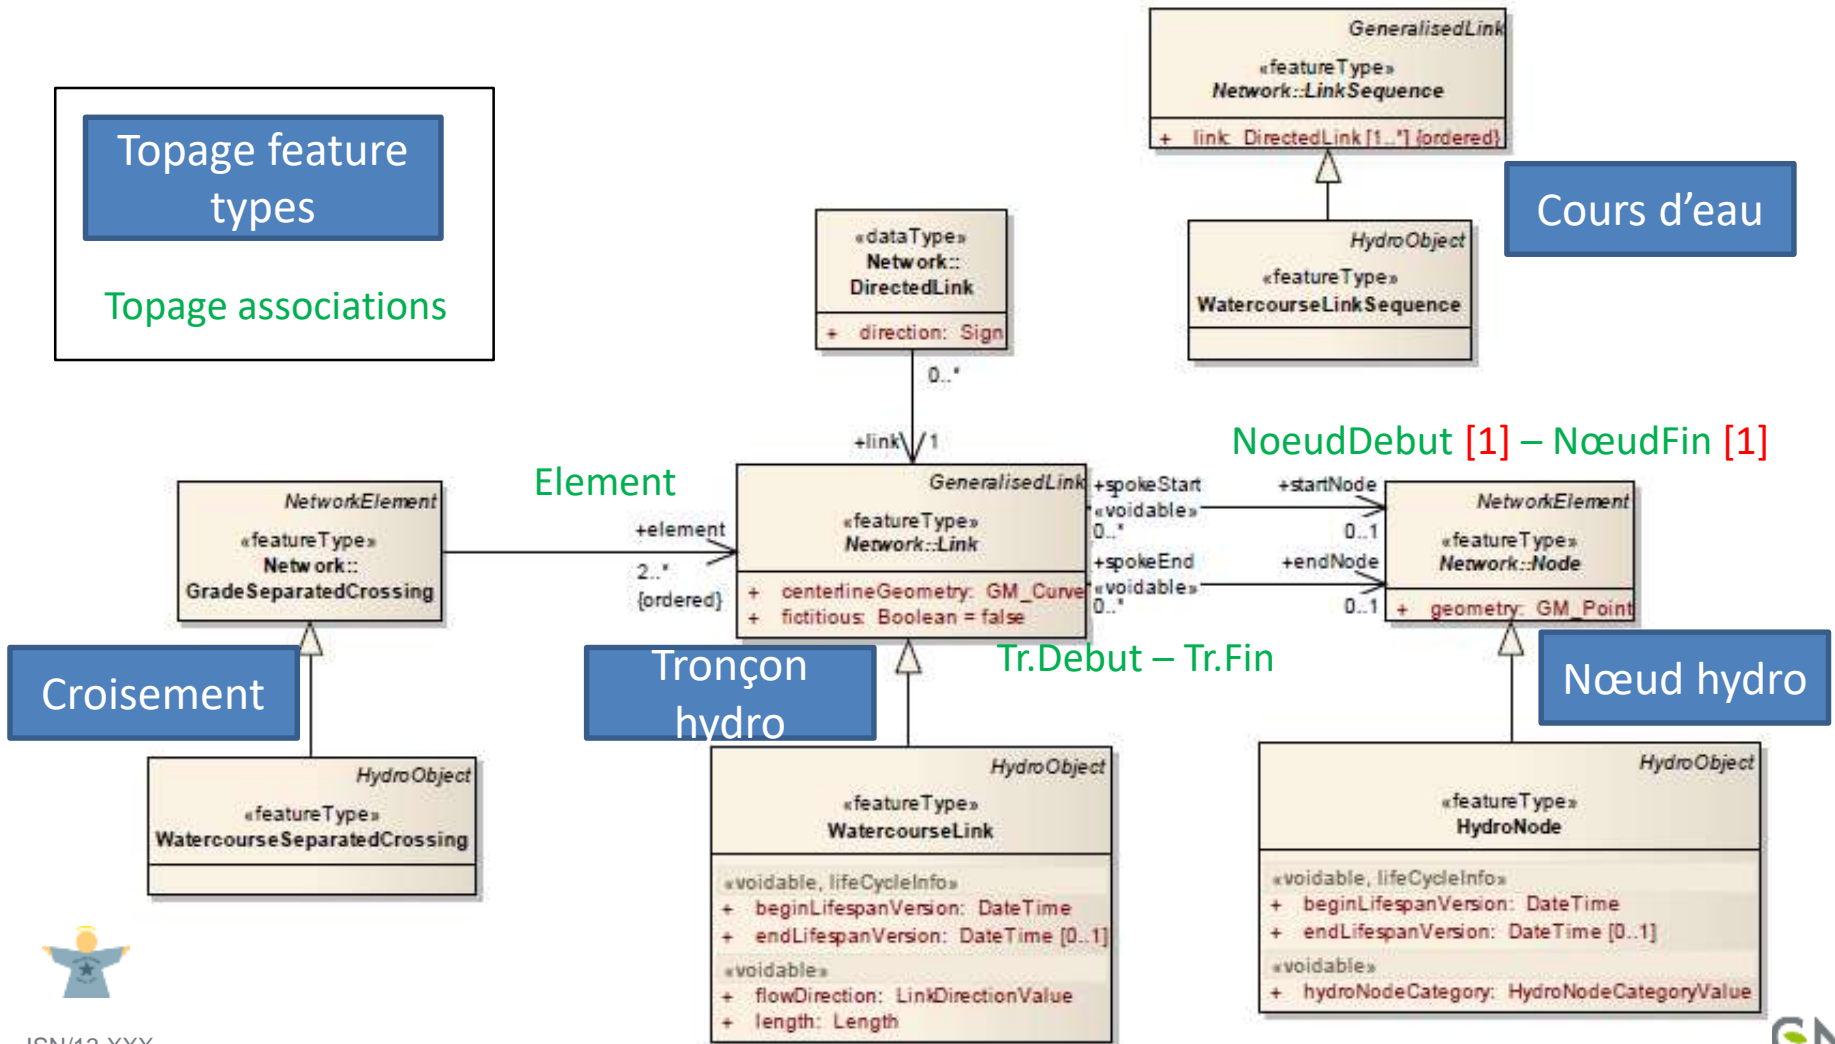 Topage feature
types
Topage associations
GeneralisedLink
«featureType»
Network::LinkSequence
+ link: DirectedLink [1..*] {ordered}
Cours d’eau
HydroObject
«featureType»
WatercourseLinkSequence
«dataType»
Network::
DirectedLink
+ direction: Sign
0..*
+link
1
NoeudDebut [1] – NœudFin [1]
Element
NetworkElement
«featureType»
Network::
GradeSeparatedCrossing
+element
2..*
{ordered}
GeneralisedLink
«featureType»
Network::Link
+ centerlineGeometry: GM_Curve
+ fictitious: Boolean = false
+spokeStart
«voidable»
0..*
+startNode
0..1
+spokeEnd
«voidable»
0..*
+endNode
0..1
NetworkElement
«featureType»
Network::Node
+ geometry: GM_Point
Croisement
Tronçon
hydro
Tr.Debut – Tr.Fin
Nœud hydro
HydroObject
«featureType»
WatercourseSeparatedCrossing
HydroObject
«featureType»
WatercourseLink
«voidable, lifeCycleInfo»
+ beginLifespanVersion: DateTime
+ endLifespanVersion: DateTime [0..1]
«voidable»
+ flowDirection: LinkDirectionValue
+ length: Length
HydroObject
«featureType»
HydroNode
«voidable, lifeCycleInfo»
+ beginLifespanVersion: DateTime
+ endLifespanVersion: DateTime [0..1]
«voidable»
+ hydroNodeCategory: HydroNodeCategoryValue